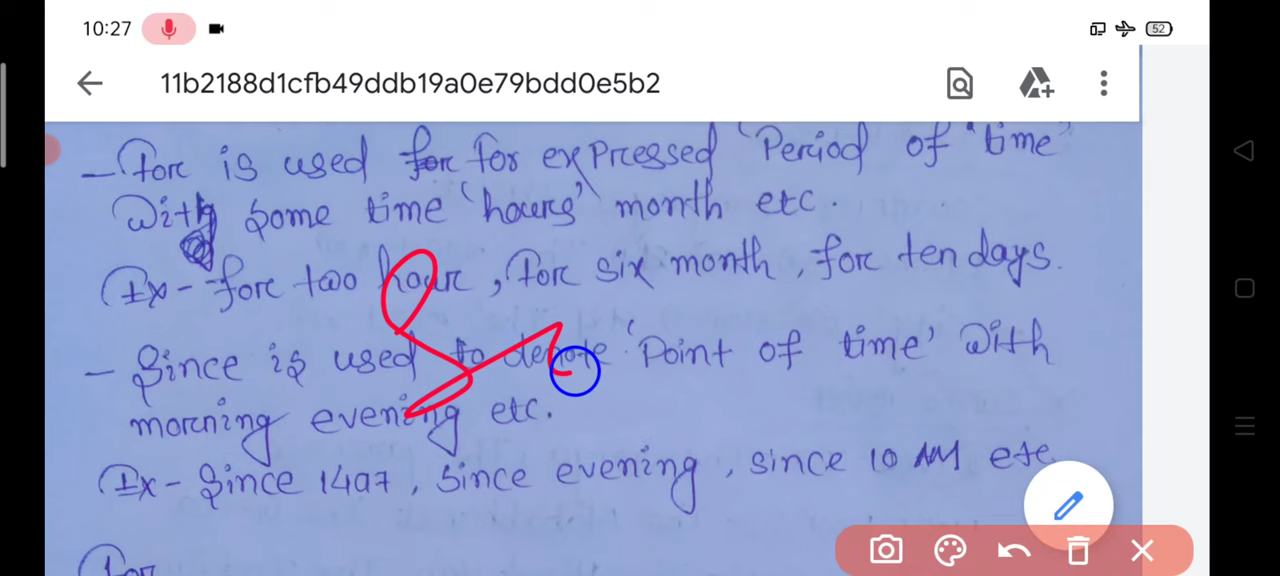 10:27 52
11b2188d1cfb49ddb19a0e79bdd0e5b2
- For is used for for expressed 'Period of "time"
With some time 'hours' month etc.
Ex- for two hour, For six month, for ten days.
- Since is used to denote 'Point of time' With
morning evening etc.
Ex- Since 1497, Since evening, since 10 AM etc
For